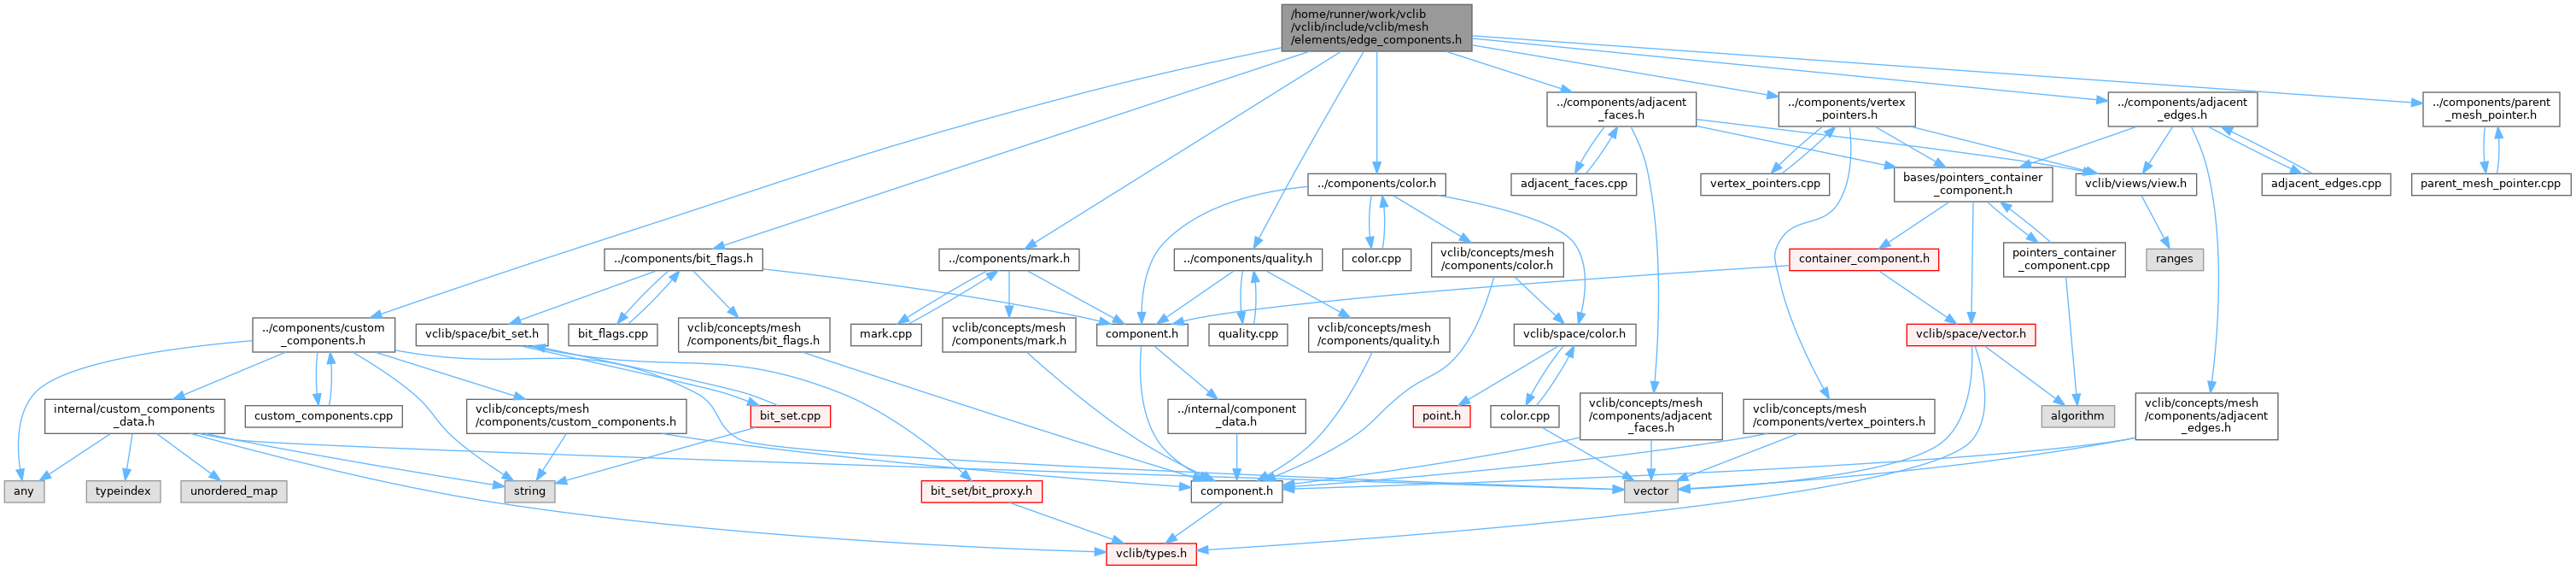 /home/runner/work/vclib
/vclib/include/vclib/mesh
/elements/edge_components.h
../components/adjacent
_faces.h
../components/vertex
_pointers.h
../components/adjacent
_edges.h
../components/parent
_mesh_pointer.h
../components/color.h
adjacent_faces.cpp
vertex_pointers.cpp
bases/pointers_container
_component.h
vclib/views/view.h
adjacent_edges.cpp
parent_mesh_pointer.cpp
../components/bit_flags.h
../components/mark.h
../components/quality.h
color.cpp
vclib/concepts/mesh
/components/color.h
container_component.h
pointers_container
_component.cpp
ranges
../components/custom
_components.h
vclib/space/bit_set.h
bit_flags.cpp
vclib/concepts/mesh
/components/bit_flags.h
mark.cpp
vclib/concepts/mesh
/components/mark.h
component.h
quality.cpp
vclib/concepts/mesh
/components/quality.h
vclib/space/color.h
vclib/space/vector.h
internal/custom_components
_data.h
custom_components.cpp
vclib/concepts/mesh
/components/custom_components.h
bit_set.cpp
../internal/component
_data.h
point.h
color.cpp
vclib/concepts/mesh
/components/adjacent
_faces.h
vclib/concepts/mesh
/components/vertex_pointers.h
algorithm
vclib/concepts/mesh
/components/adjacent
_edges.h
any
typeindex
unordered_map
string
bit_set/bit_proxy.h
component.h
vector
vclib/types.h